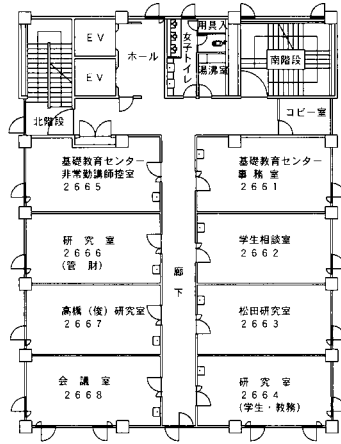 EV
EV
ホール
女子トイレ
用具入
湯沸室
南階段
コピー室
北階段
基礎教育センター
非常勤講師控室
2665
基礎教育センター
事務室
2661
研究室
2666
(管財)
学生相談室
2662
廊下
高橋(俊)研究室
2667
松田研究室
2663
会議室
2668
研究室
2664
(学生・教務)